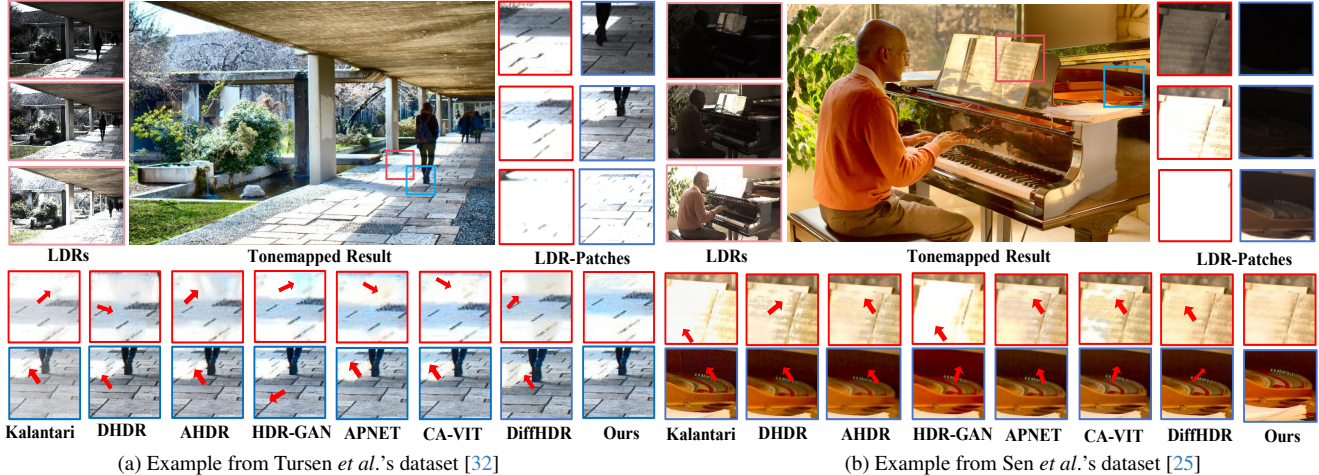 LDRs Tonemapped Result LDR-Patches LDRs Tonemapped Result LDR-Patches
Kalantari DHDR AHDR HDR-GAN APNET CA-VIT DiffHDR Ours Kalantari DHDR AHDR HDR-GAN APNET CA-VIT DiffHDR Ours
(a) Example from Tursen et al.'s dataset [32] (b) Example from Sen et al.'s dataset [25]